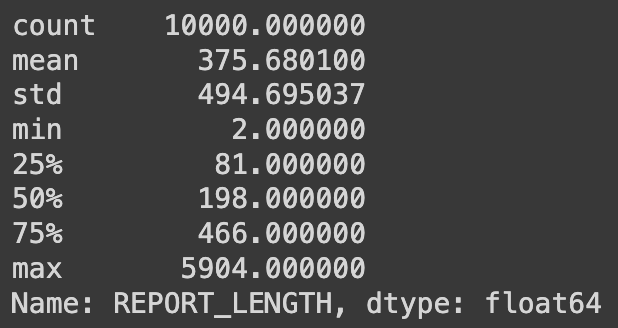 count    10000.000000
mean       375.680100
std        494.695037
min          2.000000
25%         81.000000
50%        198.000000
75%        466.000000
max       5904.000000
Name: REPORT_LENGTH, dtype: float64